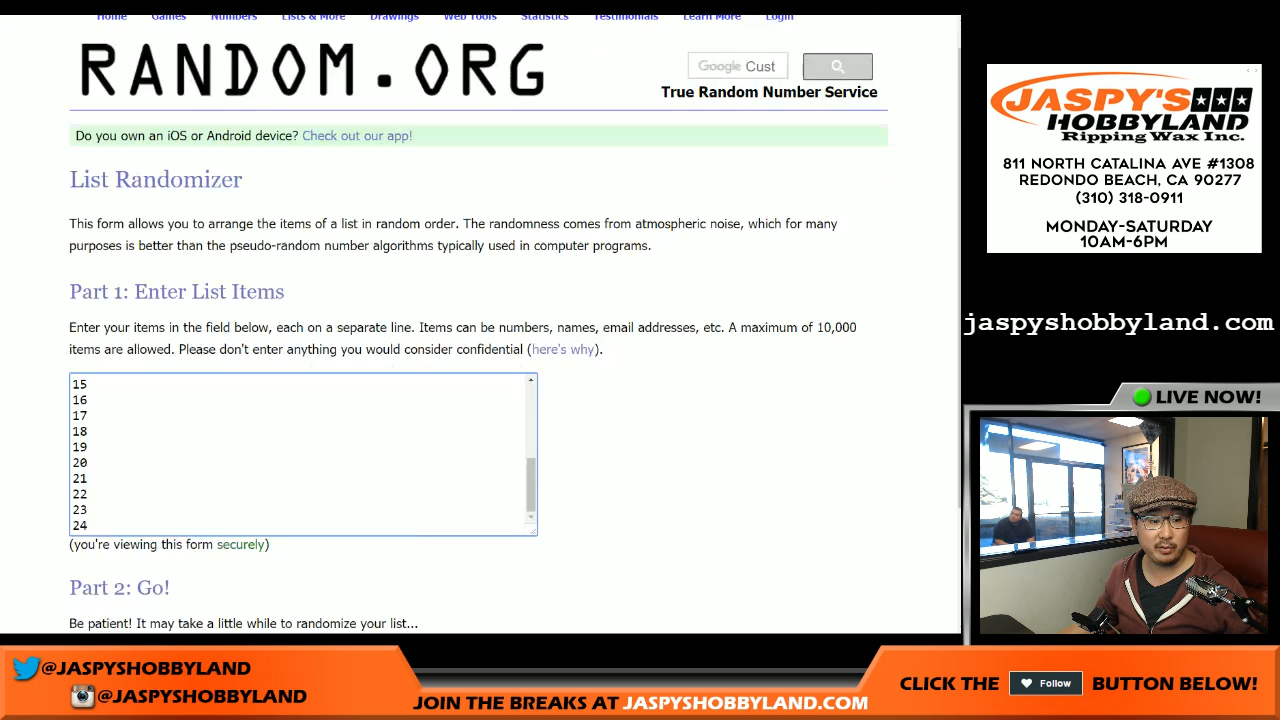 Home Games Numbers Lists & More Drawings Web Tools Statistics Testimonials Learn More Login
RANDOM.ORG
Google Cust
True Random Number Service
Do you own an iOS or Android device? Check out our app!
List Randomizer
This form allows you to arrange the items of a list in random order. The randomness comes from atmospheric noise, which for many
purposes is better than the pseudo-random number algorithms typically used in computer programs.
Part 1: Enter List Items
Enter your items in the field below, each on a separate line. Items can be numbers, names, email addresses, etc. A maximum of 10,000
items are allowed. Please don't enter anything you would consider confidential (here's why).
15
16
17
18
19
20
21
22
23
24
(you're viewing this form securely)
Part 2: Go!
Be patient! It may take a little while to randomize your list...
JASPY'S
HOBBYLAND
Ripping Wax Inc.
811 NORTH CATALINA AVE #1308
REDONDO BEACH, CA 90277
(310) 318-0911
MONDAY-SATURDAY
10AM-6PM
jaspyshobbyland.com
LIVE NOW!
@JASPYSHOBBYLAND
@JASPYSHOBBYLAND
JOIN THE BREAKS AT JASPYSHOBBYLAND.COM
CLICK THE Follow BUTTON BELOW!